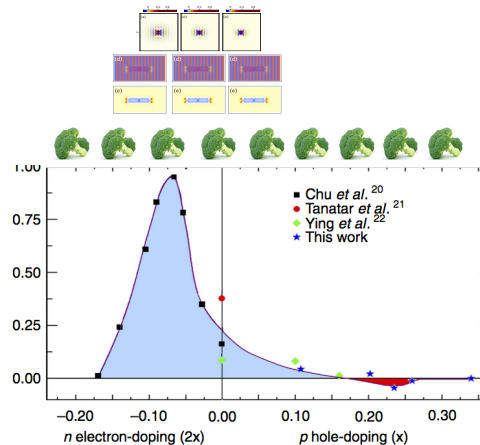 (a) (c) (e)
(d) (d) (d)
(e) (e) (e)
1.00
0.75
0.50
0.25
0.00
Chu et al. 20
Tanatar et al. 21
Ying et al. 22
This work
−0.20 −0.10 0.00 0.10 0.20 0.30
n electron-doping (2x) p hole-doping (x)